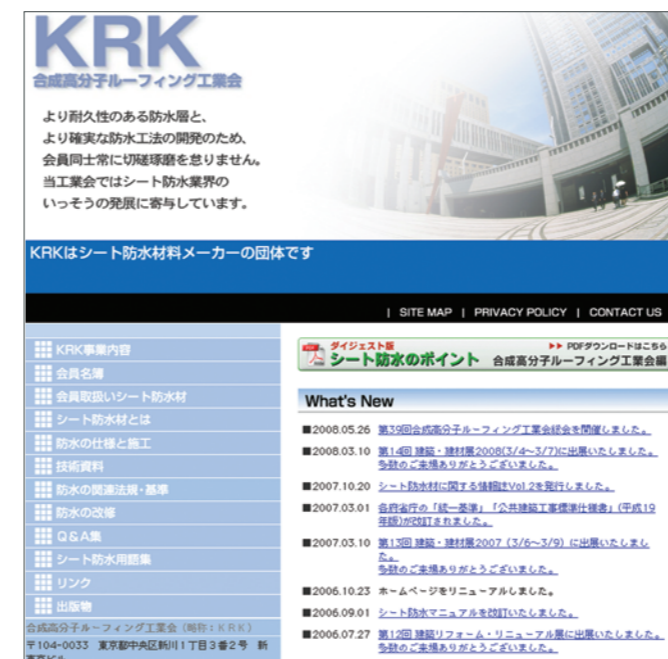 KRK
合成高分子ルーフィング工業会
より耐久性のある防水層と、
より確実な防水工法の開発のため、
会員同士常に切磋琢磨を怠りません。
当工業会ではシート防水業界の
いっそうの発展に寄与しています。
KRKはシート防水材料メーカーの団体です
| SITE MAP | PRIVACY POLICY | CONTACT US
KRK事業内容
会員名簿
会員取扱いシート防水材
シート防水材とは
防水の仕様と施工
技術資料
防水の関連法規・基準
防水の改修
Q&A集
シート防水用語集
リンク
出版物
合成高分子ルーフィング工業会(略称:KRK)
〒104-0033 東京都中央区新川1丁目3番2号 新
東京ビル
ダイジェスト版
▶▶ PDFダウンロードはこちら
シート防水のポイント 合成高分子ルーフィング工業会編
What's New
■2008.05.26 第39回合成高分子ルーフィング工業会総会を開催しました。
■2008.03.10 第14回 建築・建材展2008(3/4~3/7)に出展いたしました。
多数のご来場ありがとうございました。
■2007.10.20 シート防水材に関する情報誌Vol.2を発行しました。
■2007.03.01 各府省庁の「統一基準」「公共建築工事標準仕様書」(平成19
年版)が改訂されました。
■2007.03.10 第13回 建築・建材展2007 (3/6~3/9) に出展いたしまし
た。
多数のご来場ありがとうございました。
■2006.10.23 ホームページをリニューアルしました。
■2006.09.01 シート防水マニュアルを改訂いたしました。
■2006.07.27 第12回 建築リフォーム・リニューアル展に出展いたしました。
多数のご来場ありがとうございました。